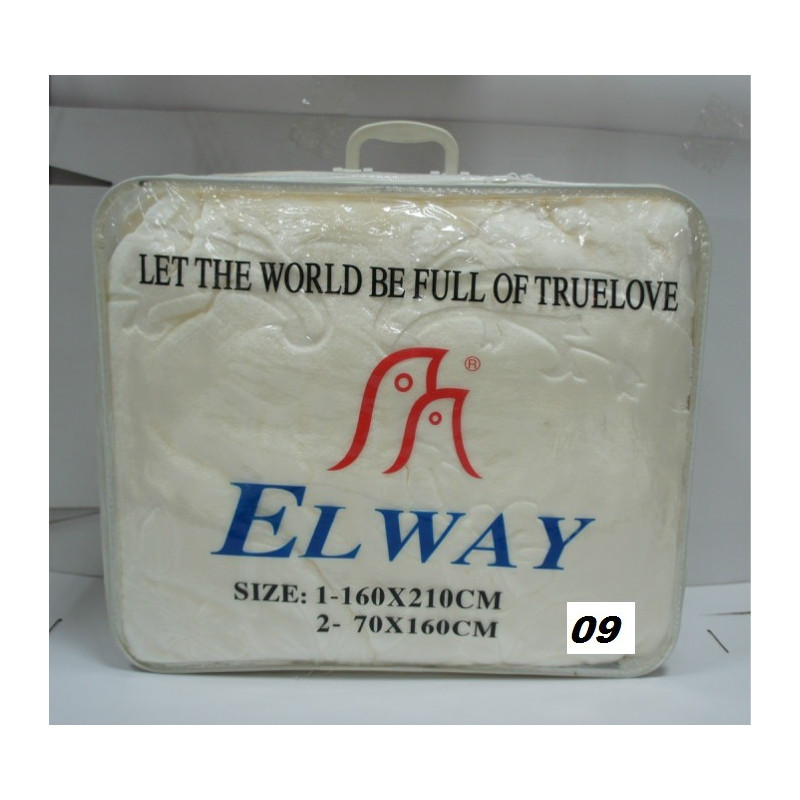 LET THE WORLD BE FULL OF TRUELOVE
®
ELWAY
SIZE: 1-160X210CM
2- 70X160CM
09